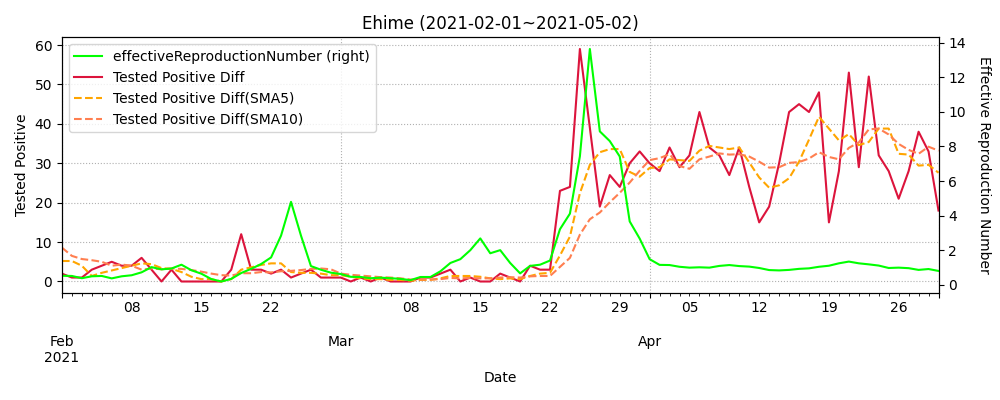 Ehime (2021-02-01~2021-05-02)
effectiveReproductionNumber (right)
Tested Positive Diff
Tested Positive Diff(SMA5)
Tested Positive Diff(SMA10)
Tested Positive
60
50
40
30
20
10
0
Effective Reproduction Number
14
12
10
8
6
4
2
0
08 15 22 08 15 22 29 05 12 19 26
Feb Mar Apr
2021
Date